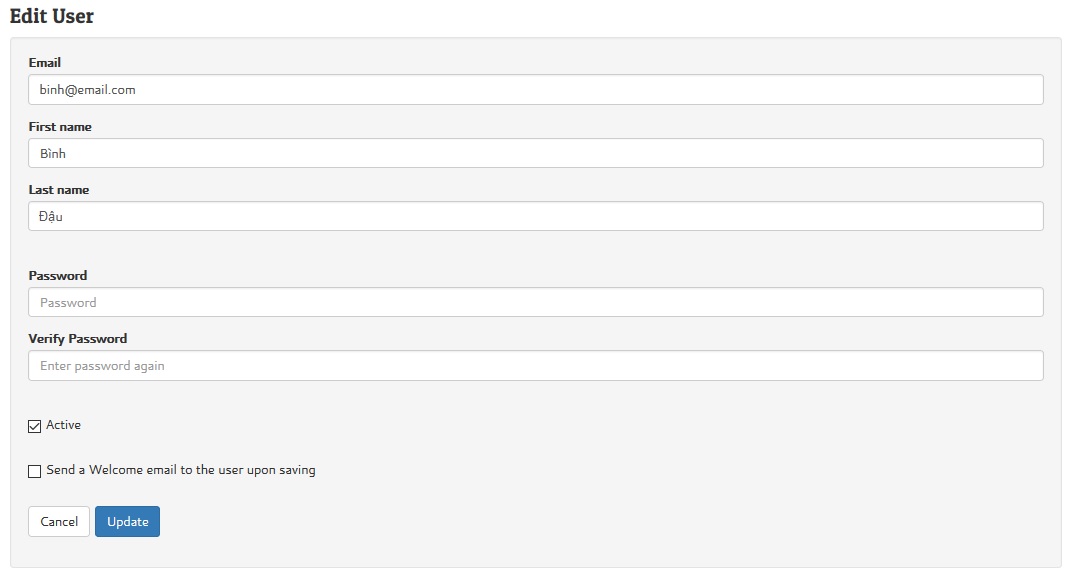 Edit User
Email
binh@email.com
First name
Bình
Last name
Đậu
Password
Password
Verify Password
Enter password again
Active
Send a Welcome email to the user upon saving
Cancel Update